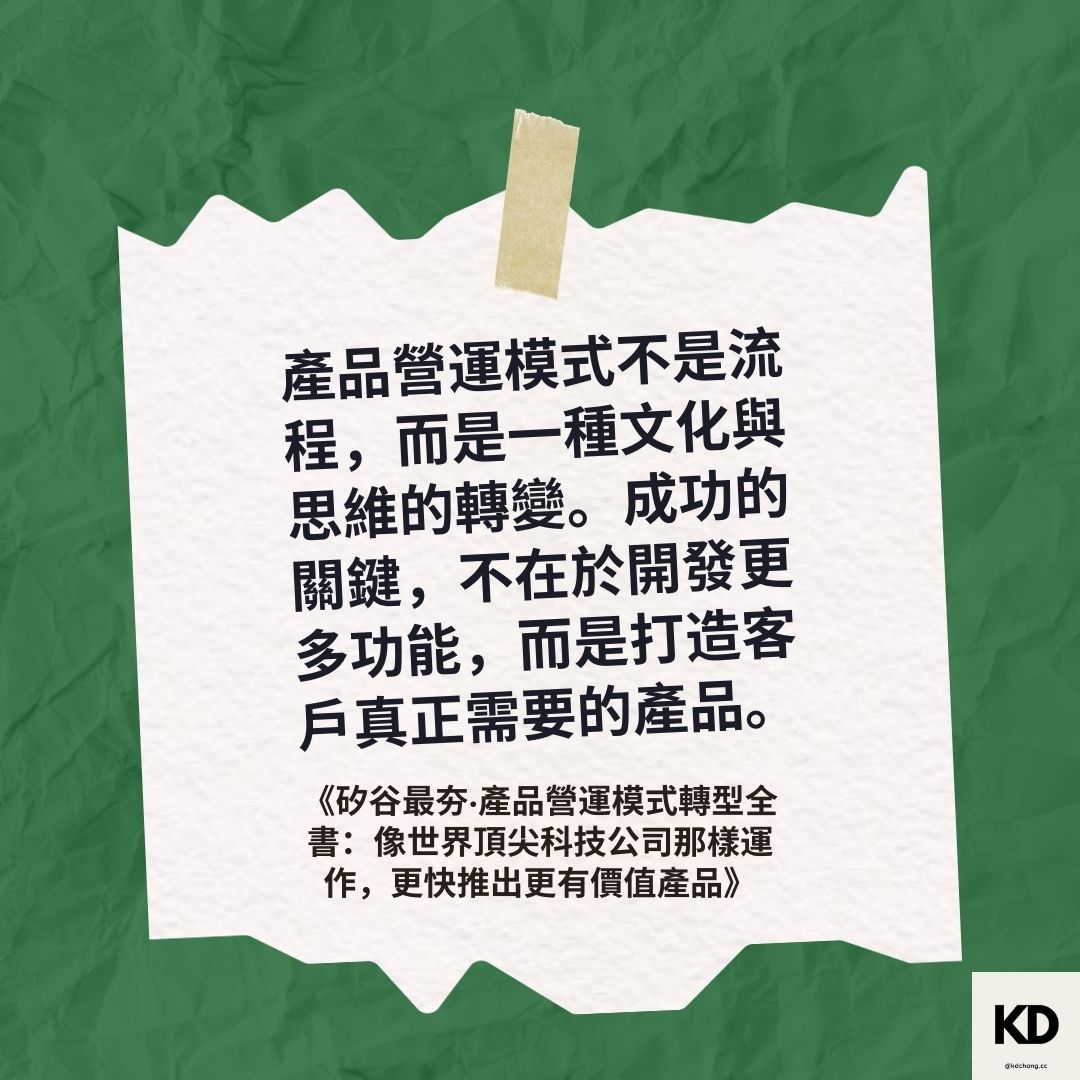 產品營運模式不是流
程，而是一種文化與
思維的轉變。成功的
關鍵，不在於開發更
多功能，而是打造客
戶真正需要的產品。
《矽谷最夯·產品營運模式轉型全
書：像世界頂尖科技公司那樣運
作，更快推出更有價值產品》
KD
@kdchang.cc